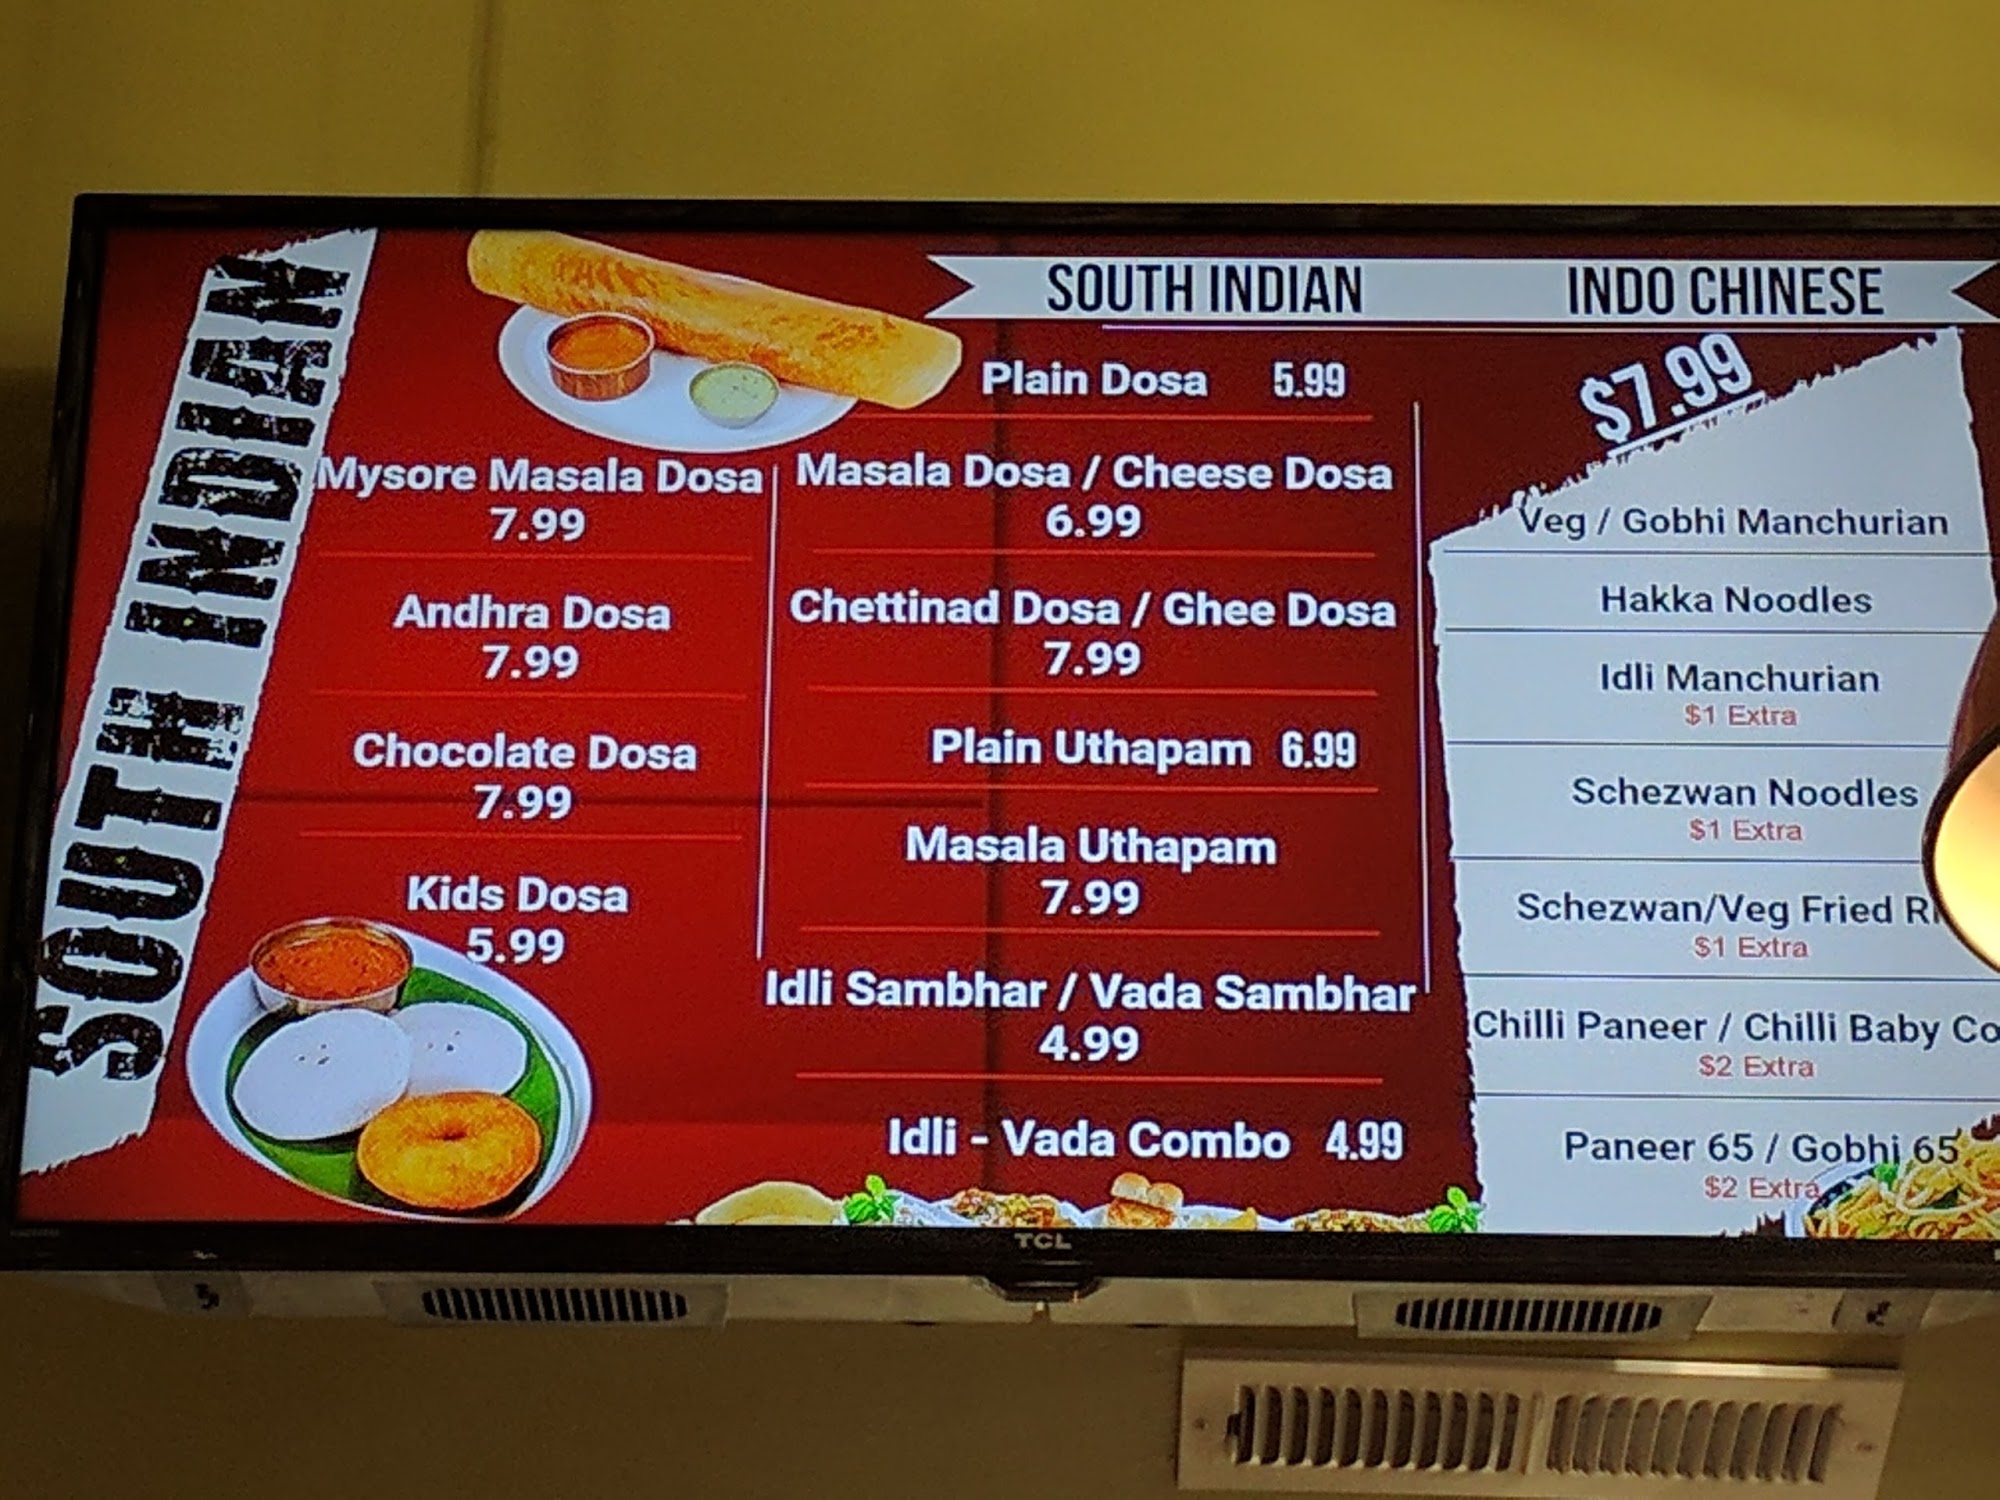 SOUTH INDIAN
SOUTH INDIAN
INDO CHINESE
Plain Dosa 5.99
$7.99
Mysore Masala Dosa
7.99
Andhra Dosa
7.99
Chocolate Dosa
7.99
Kids Dosa
5.99
Masala Dosa / Cheese Dosa
6.99
Chettinad Dosa / Ghee Dosa
7.99
Plain Uthapam 6.99
Masala Uthapam
7.99
Idli Sambhar / Vada Sambhar
4.99
Idli - Vada Combo 4.99
Veg / Gobhi Manchurian
Hakka Noodles
Idli Manchurian
$1 Extra
Schezwan Noodles
$1 Extra
Schezwan/Veg Fried
$1 Extra
Chilli Paneer / Chilli Baby
$2 Extra
Paneer 65 / Gobhi 65
$2 Extra
TCL